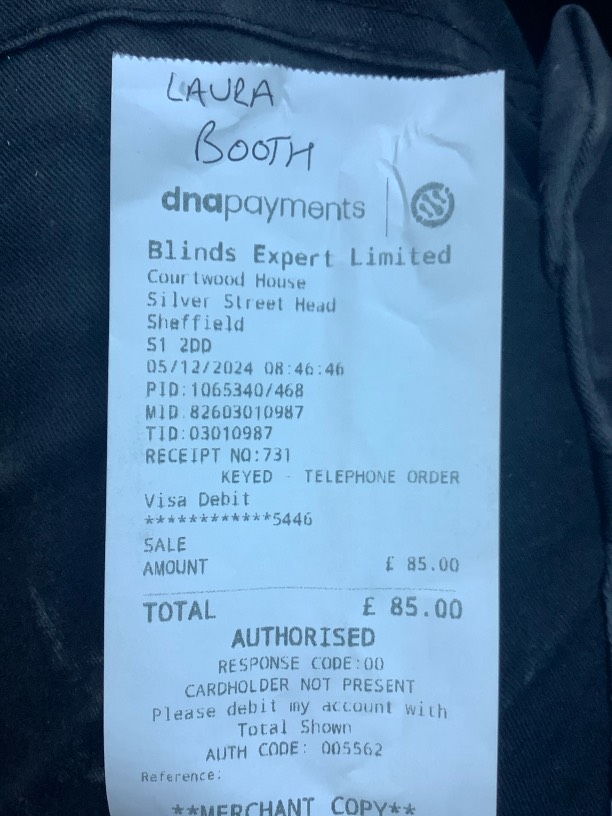 LAURA
BOOTH
dnapayments
Blinds Expert Limited
Courtwood House
Silver Street Head
Sheffield
S1 2DD
05/12/2024 08:46:46
PID:1065340/468
MID 82603010987
TID:03010987
RECEIPT NO:731
KEYED - TELEPHONE ORDER
Visa Debit
************5446
SALE
AMOUNT £ 85.00
TOTAL £ 85.00
AUTHORISED
RESPONSE CODE:00
CARDHOLDER NOT PRESENT
Please debit my account with
Total Shown
AUTH CODE: 005562
Reference:
**MERCHANT COPY**